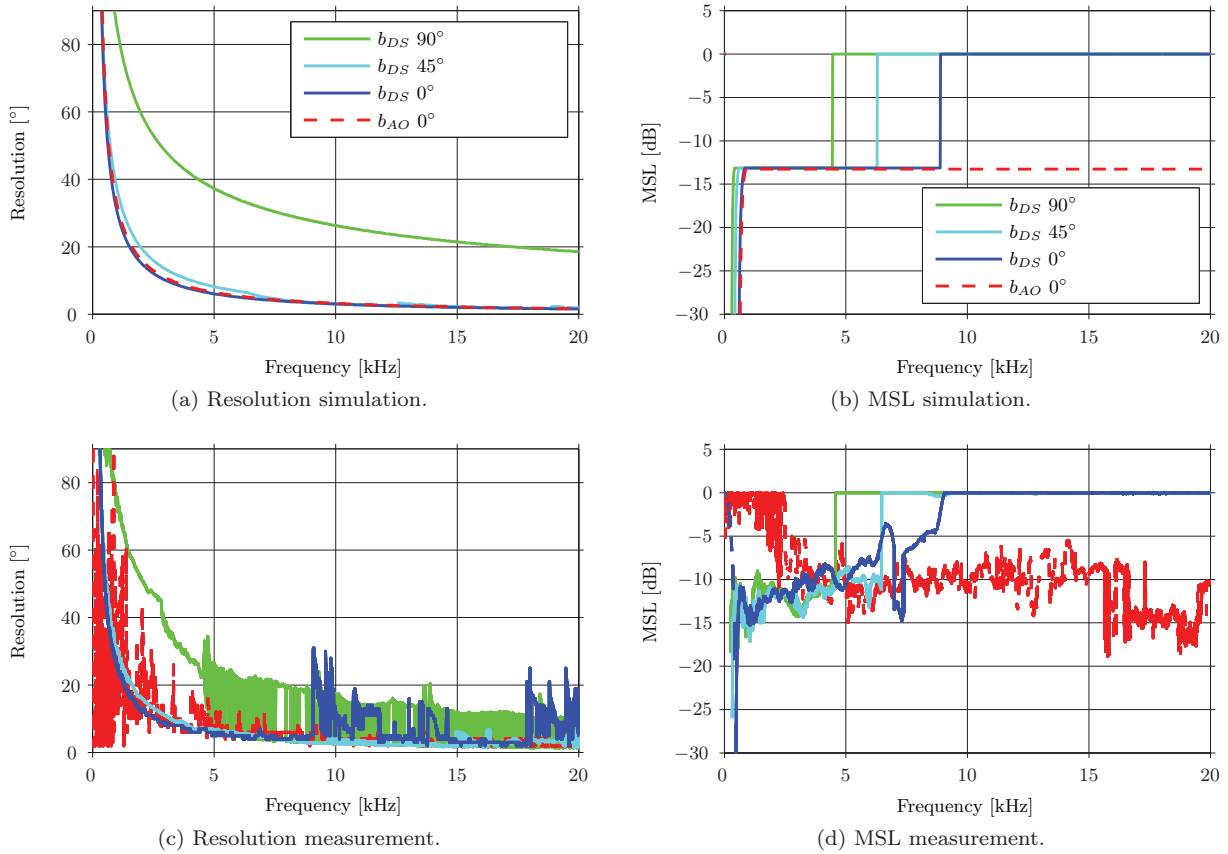 80
60
40
20
0
0
5
10
15
20
Resolution [°]
Frequency [kHz]
b_DS 90°
b_DS 45°
b_DS 0°
b_AO 0°
(a) Resolution simulation.
5
0
−5
−10
−15
−20
−25
−30
0
5
10
15
20
MSL [dB]
Frequency [kHz]
b_DS 90°
b_DS 45°
b_DS 0°
b_AO 0°
(b) MSL simulation.
80
60
40
20
0
0
5
10
15
20
Resolution [°]
Frequency [kHz]
(c) Resolution measurement.
5
0
−5
−10
−15
−20
−25
−30
0
5
10
15
20
MSL [dB]
Frequency [kHz]
(d) MSL measurement.